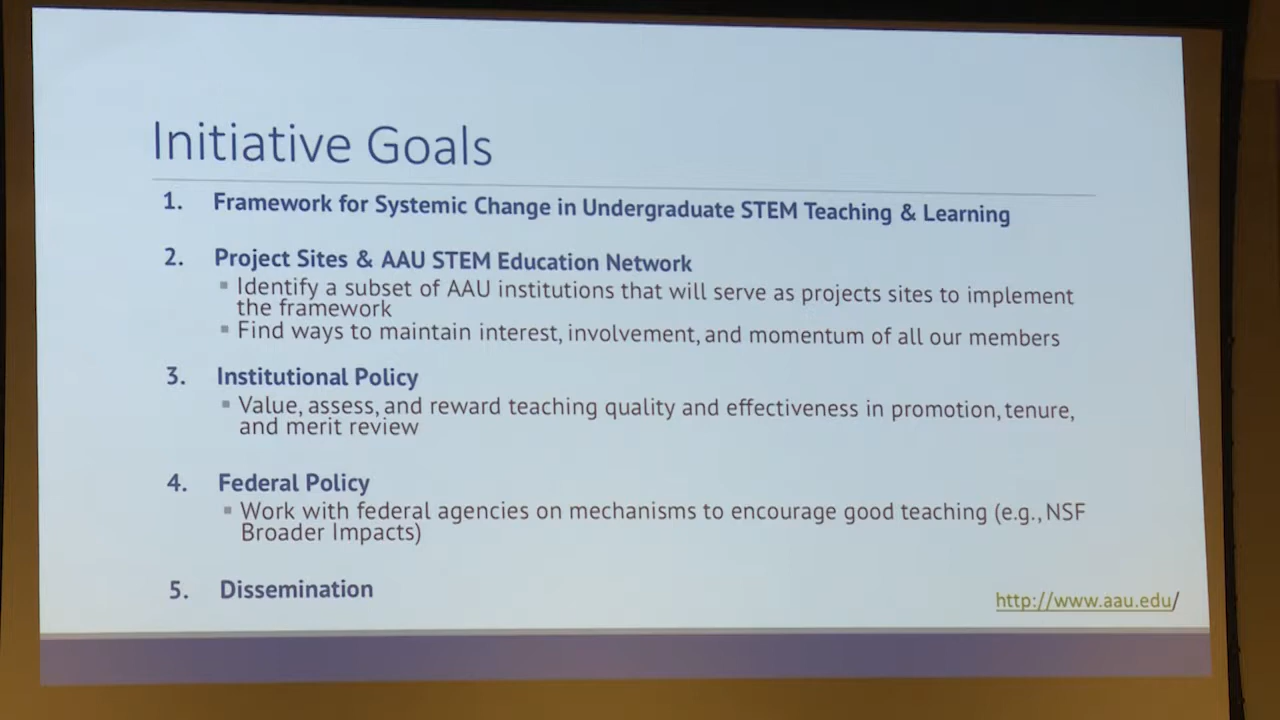 Initiative Goals
1. Framework for Systemic Change in Undergraduate STEM Teaching & Learning
2. Project Sites & AAU STEM Education Network
▪ Identify a subset of AAU institutions that will serve as projects sites to implement
the framework
▪ Find ways to maintain interest, involvement, and momentum of all our members
3. Institutional Policy
▪ Value, assess, and reward teaching quality and effectiveness in promotion, tenure,
and merit review
4. Federal Policy
▪ Work with federal agencies on mechanisms to encourage good teaching (e.g., NSF
Broader Impacts)
5. Dissemination
http://www.aau.edu/